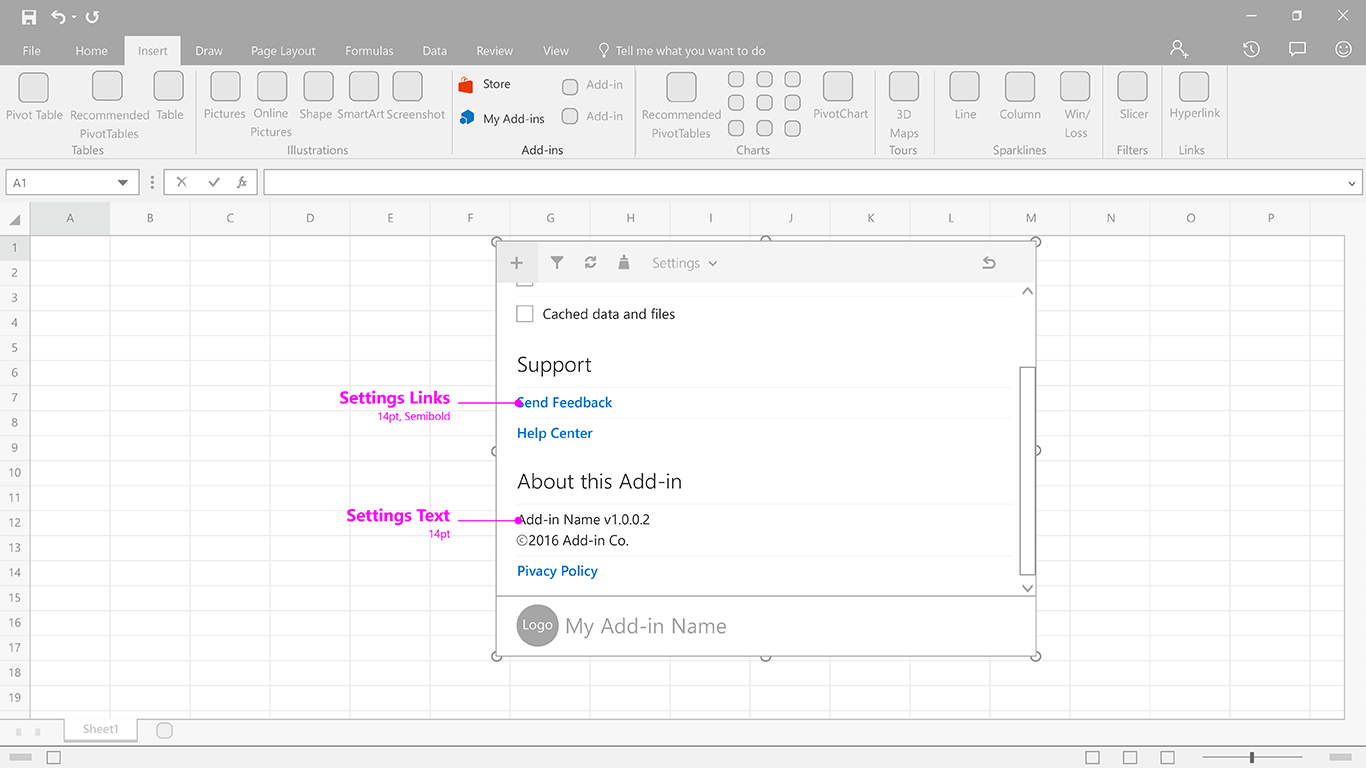 File Home Insert Draw Page Layout Formulas Data Review View Tell me what you want to do
Pivot Table Recommended PivotTables Table
Tables
Pictures Online Pictures Shape SmartArt Screenshot
Illustrations
Store Add-in
My Add-ins Add-in
Add-ins
Recommended PivotTables PivotChart
Charts
3D Maps
Tours
Line Column Win/ Loss
Sparklines
Slicer
Filters
Hyperlink
Links
A1 fx
A B C D E F G H I J K L M N O P
1
2
3
4
5
6
7
8
9
10
11
12
13
14
15
16
17
18
19
Settings
Cached data and files
Support
Settings Links
14pt, Semibold
Send Feedback
Help Center
About this Add-in
Settings Text
14pt
Add-in Name v1.0.0.2
©2016 Add-in Co.
Pivacy Policy
Logo My Add-in Name
Sheet1